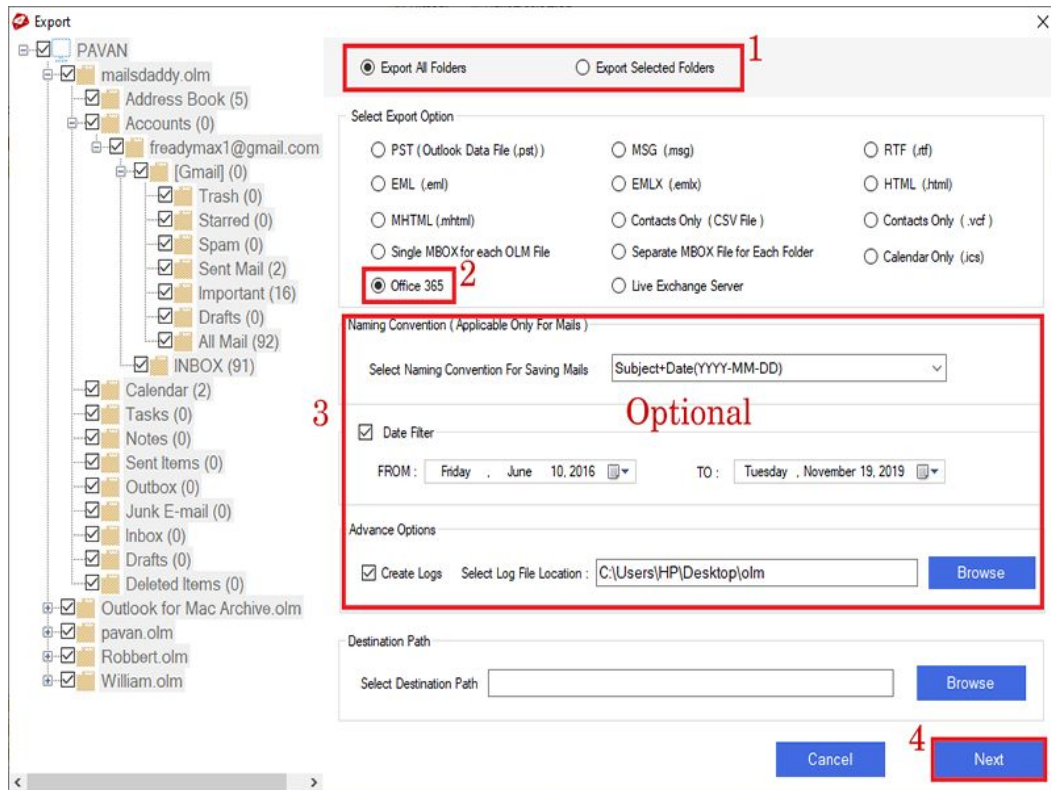 Export
PAVAN
mailsdaddy.olm
Address Book (5)
Accounts (0)
freadymax1@gmail.com
[Gmail] (0)
Trash (0)
Starred (0)
Spam (0)
Sent Mail (2)
Important (16)
Drafts (0)
All Mail (92)
INBOX (91)
Calendar (2)
Tasks (0)
Notes (0)
Sent Items (0)
Outbox (0)
Junk E-mail (0)
Inbox (0)
Drafts (0)
Deleted Items (0)
Outlook for Mac Archive.olm
pavan.olm
Robbert.olm
William.olm
Export All Folders Export Selected Folders 1
Select Export Option
PST (Outlook Data File (.pst)) MSG (.msg) RTF (.rtf)
EML (.eml) EMLX (.emlx) HTML (.html)
MHTML (.mhtml) Contacts Only (CSV File) Contacts Only (.vcf)
Single MBOX for each OLM File Separate MBOX File for Each Folder Calendar Only (.ics)
Office 365 2 Live Exchange Server
Naming Convention ( Applicable Only For Mails )
Select Naming Convention For Saving Mails Subject+Date(YYYY-MM-DD)
3 Optional
Date Filter
FROM : Friday , June 10, 2016 TO : Tuesday , November 19, 2019
Advance Options
Create Logs Select Log File Location : C:\Users\HP\Desktop\olm Browse
Destination Path
Select Destination Path Browse
Cancel 4 Next